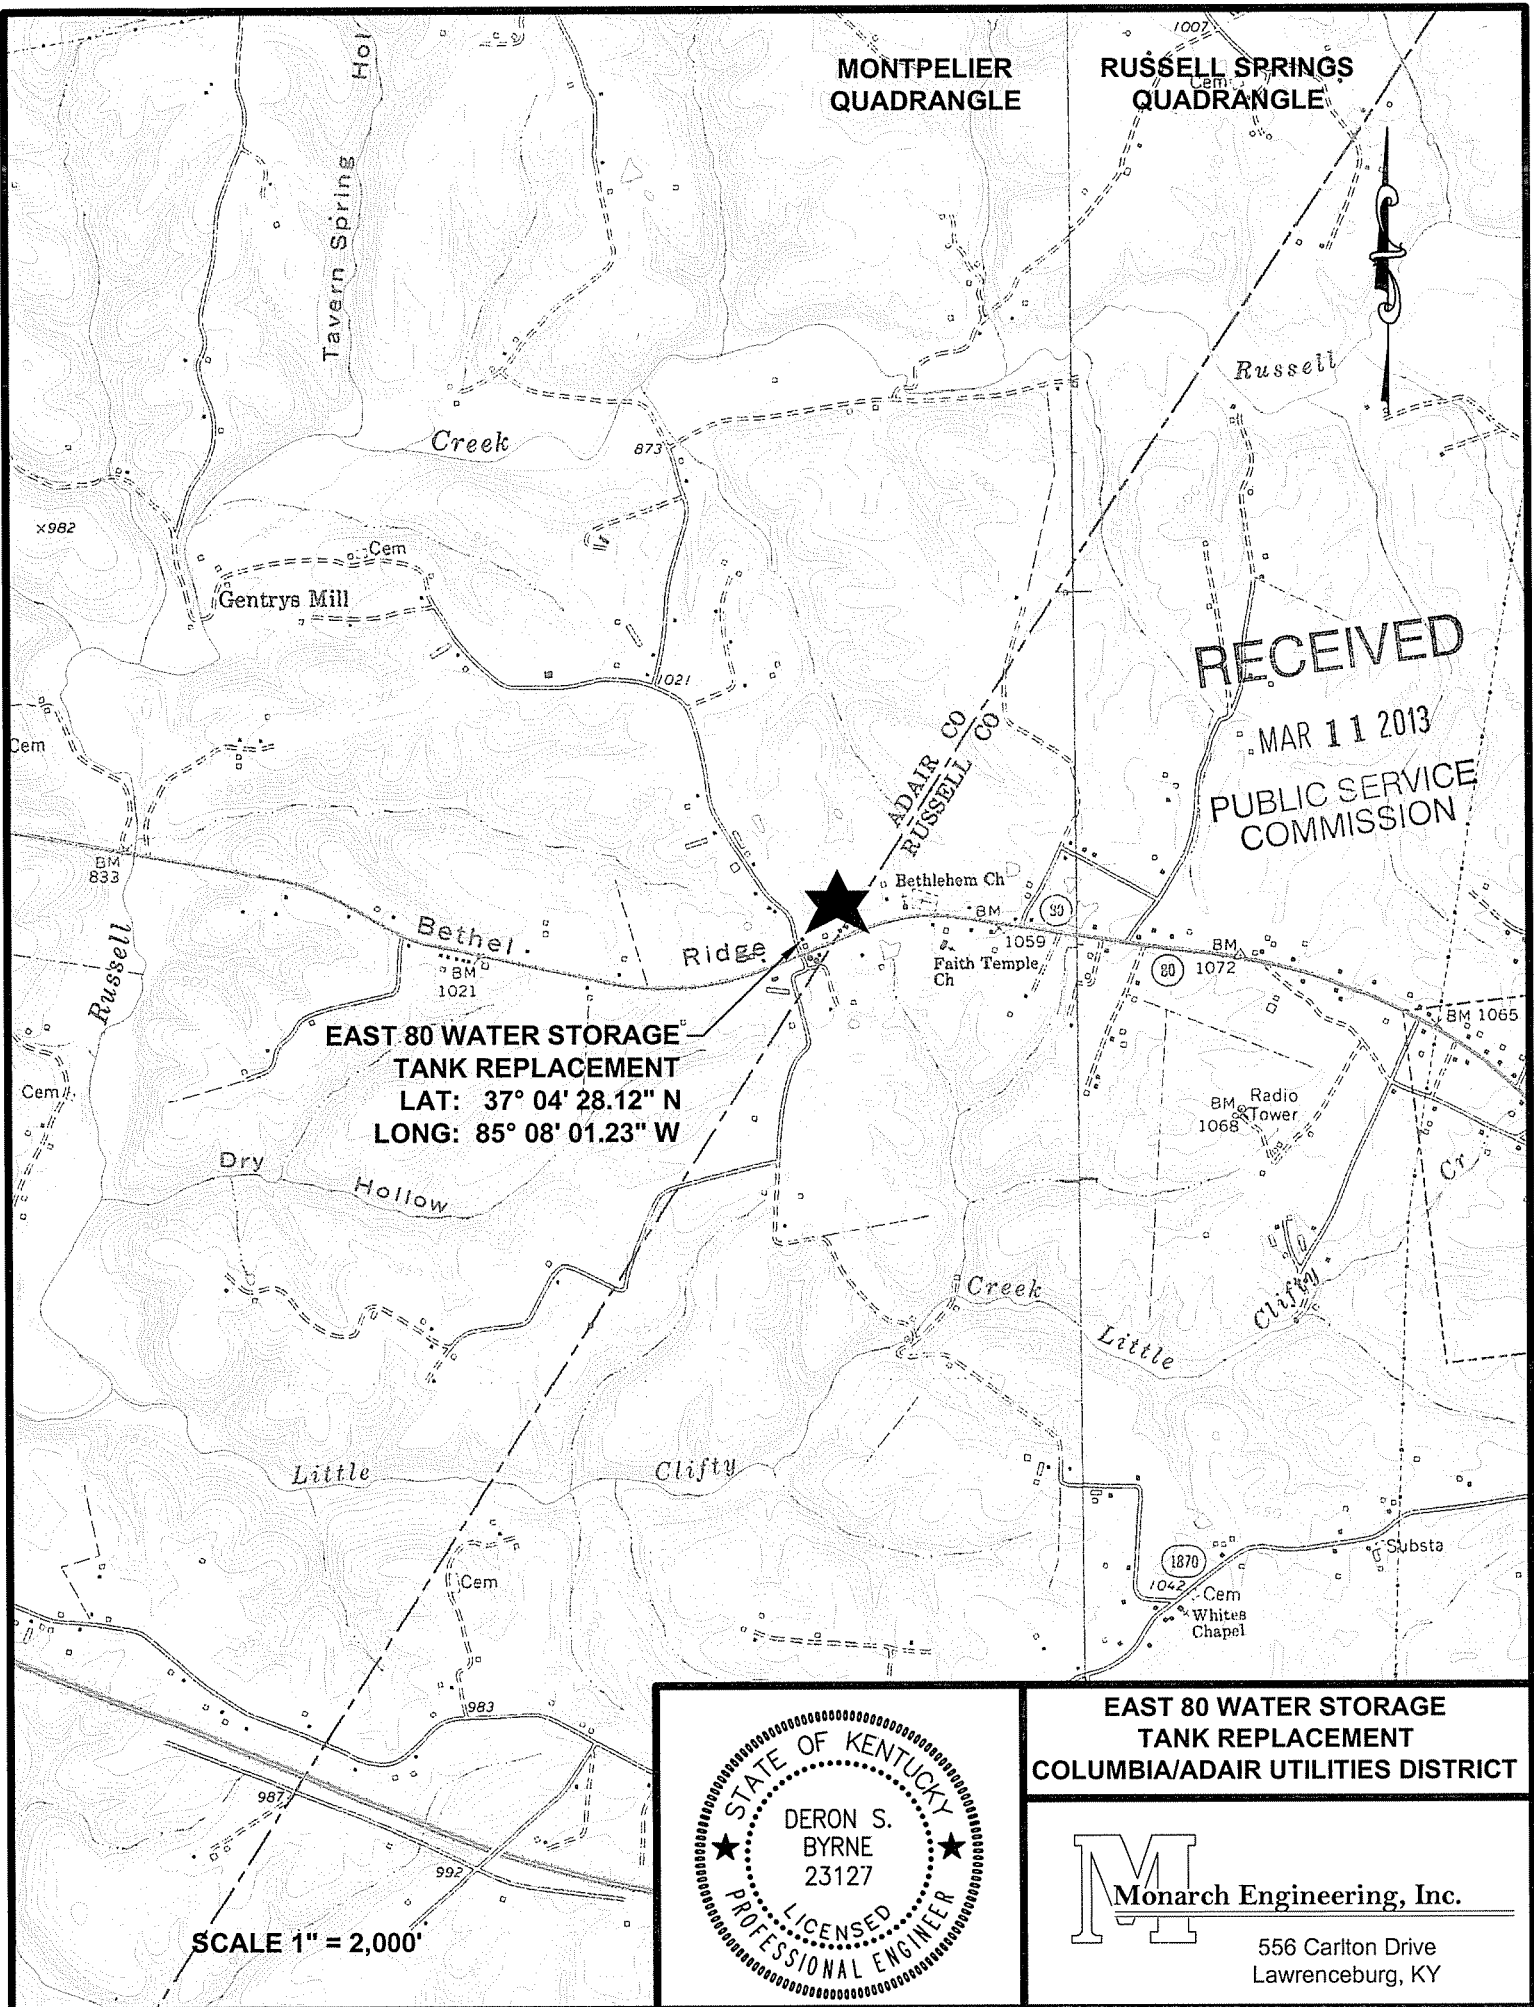 1007
MONTPELIER
QUADRANGLE
RUSSELL SPRINGS
QUADRANGLE
Cem
Tavern Spring Hol
Russell
Creek
873
×982
Cem
Gentrys Mill
RECEIVED
1021
MAR 11 2013
ADAIR CO
RUSSELL CO
Cem
PUBLIC SERVICE
COMMISSION
BM
833
Bethlehem Ch
BM
1059
80
Bethel
Ridge
BM
1021
Faith Temple
Ch
80
BM
1072
Russell
BM 1065
EAST 80 WATER STORAGE
TANK REPLACEMENT
LAT: 37° 04' 28.12" N
LONG: 85° 08' 01.23" W
Cem
BM
1068
Radio
Tower
Dry
Hollow
Cr
Creek
Clifty
Little
Little
Clifty
Cem
1870
1042
Cem
Whites
Chapel
Substa
983
987
992
SCALE 1" = 2,000'
STATE OF KENTUCKY
DERON S.
BYRNE
23127
LICENSED
PROFESSIONAL ENGINEER
EAST 80 WATER STORAGE
TANK REPLACEMENT
COLUMBIA/ADAIR UTILITIES DISTRICT
M
Monarch Engineering, Inc.
556 Carlton Drive
Lawrenceburg, KY